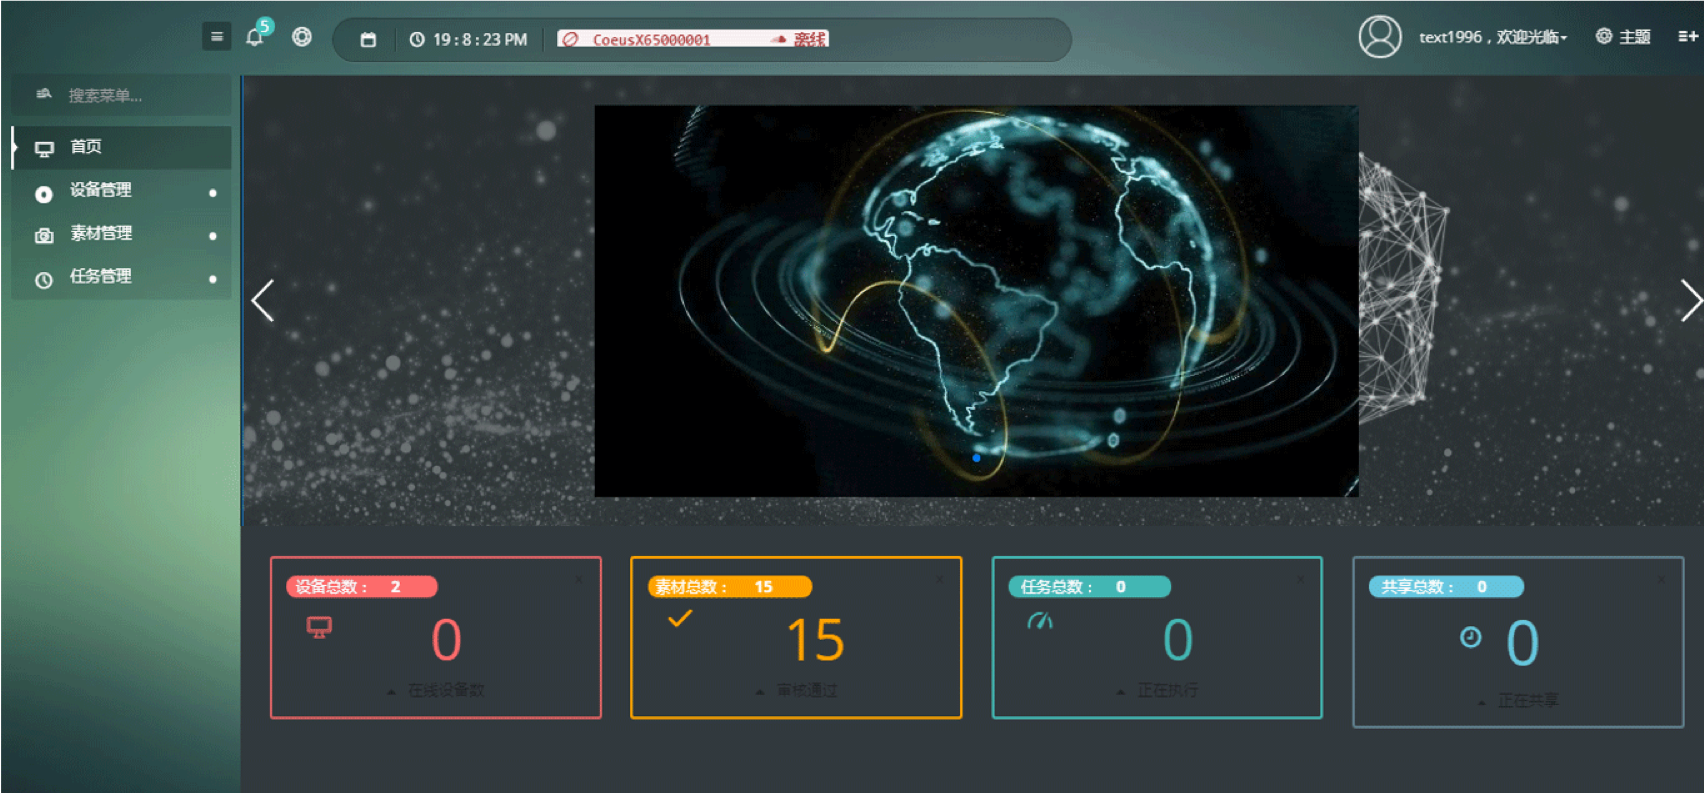 5
19 : 8 : 23 PM
CoeusX65000001 离线
text1996，欢迎光临
主题
搜索菜单...
首页
设备管理
素材管理
任务管理
设备总数： 2
0
在线设备数
素材总数： 15
15
审核通过
任务总数： 0
0
正在执行
共享总数： 0
0
正在共享